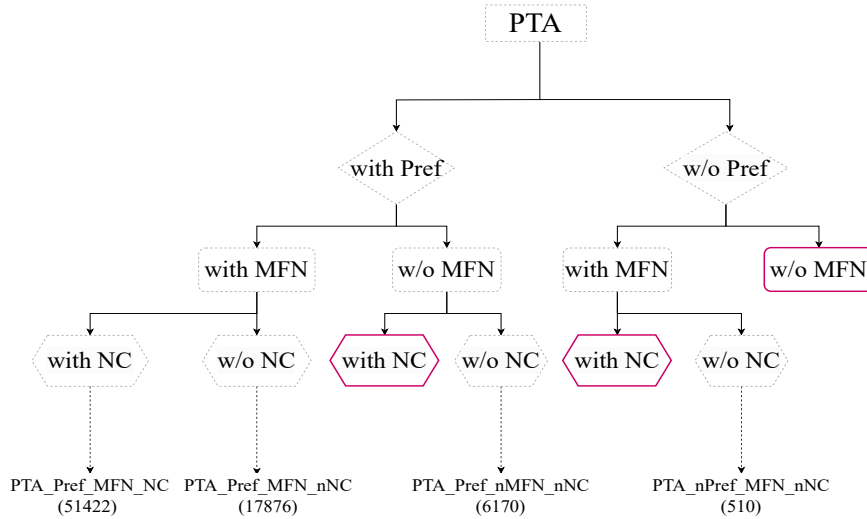 PTA
with Pref
w/o Pref
with MFN
w/o MFN
with MFN
w/o MFN
with NC
w/o NC
with NC
w/o NC
with NC
w/o NC
PTA_Pref_MFN_NC
(51422)
PTA_Pref_MFN_nNC
(17876)
PTA_Pref_nMFN_nNC
(6170)
PTA_nPref_MFN_nNC
(510)